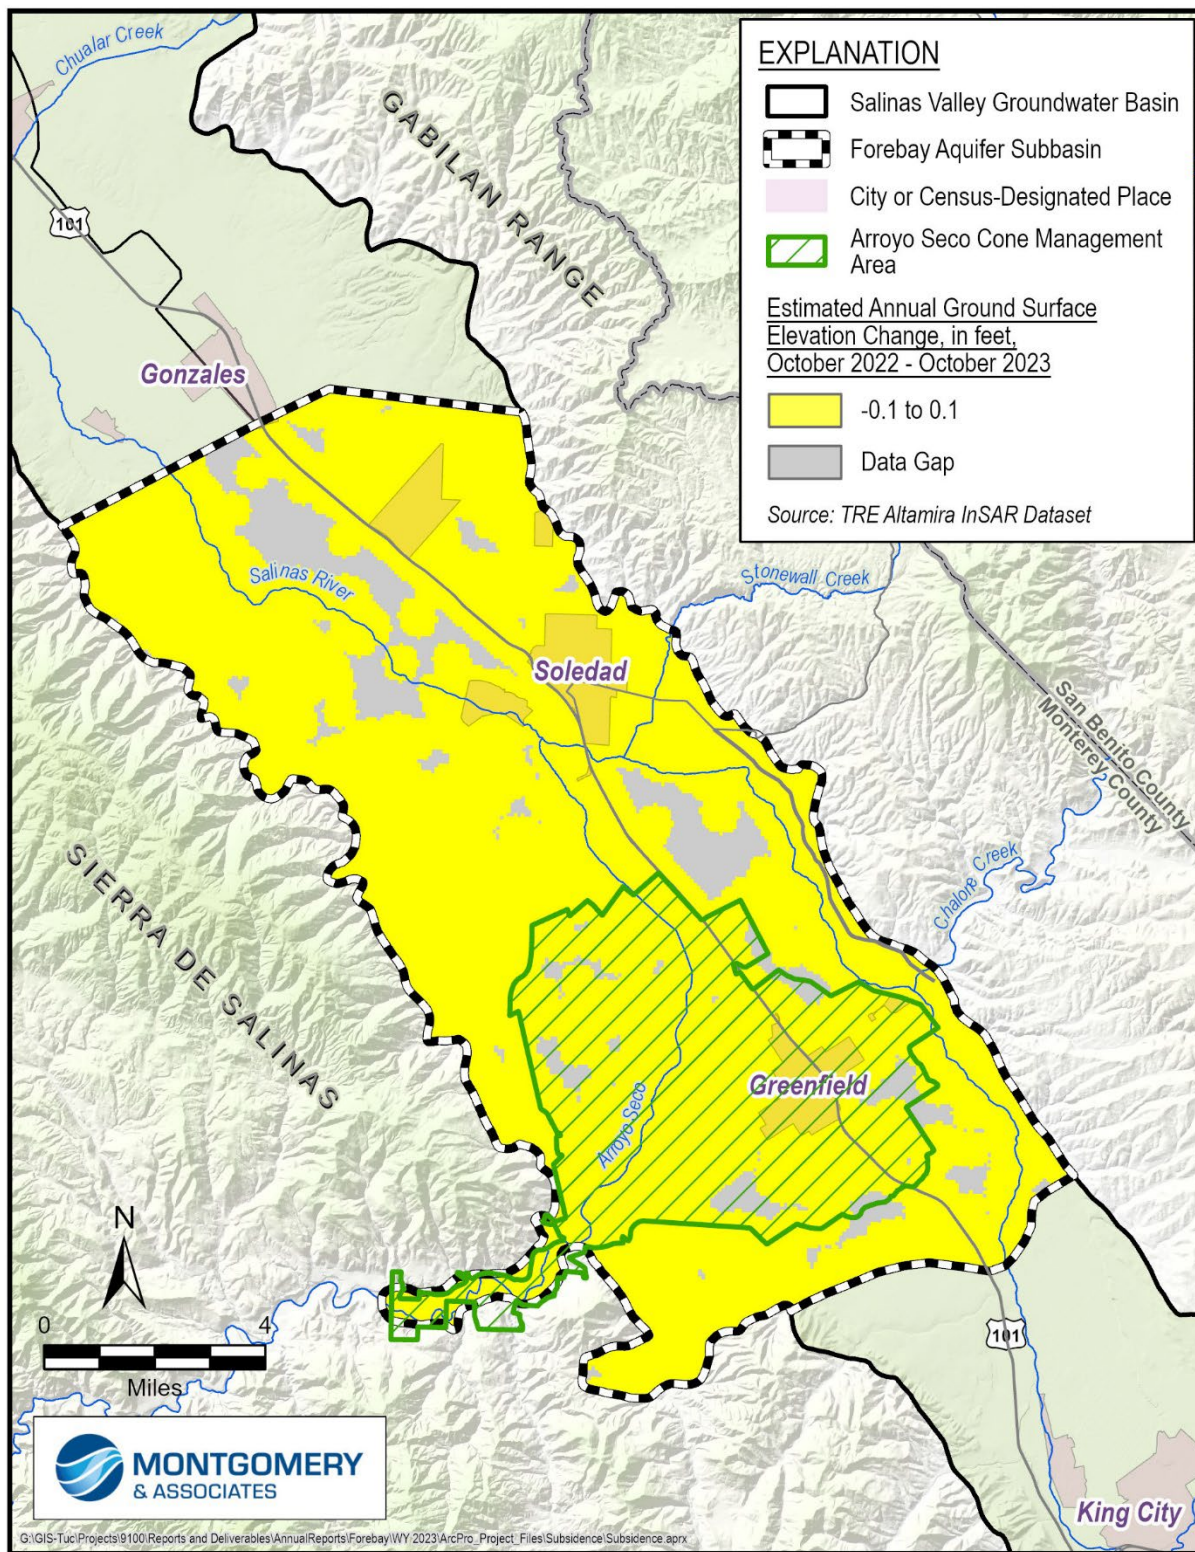 Chualar Creek
GABILAN RANGE
101
Gonzales
EXPLANATION
Salinas Valley Groundwater Basin
Forebay Aquifer Subbasin
City or Census-Designated Place
Arroyo Seco Cone Management
Area
Estimated Annual Ground Surface
Elevation Change, in feet,
October 2022 - October 2023
-0.1 to 0.1
Data Gap
Source: TRE Altamira InSAR Dataset
Salinas River
Stonewall Creek
Soledad
San Benito County
Monterey County
Chalone Creek
SIERRA DE SALINAS
Greenfield
Arroyo Seco
N
0 4
Miles
101
King City
MONTGOMERY
& ASSOCIATES
G:\GIS-Tuc\Projects\9100\Reports and Deliverables\AnnualReports\Forebay\WY 2023\ArcPro_Project_Files\Subsidence\Subsidence.aprx